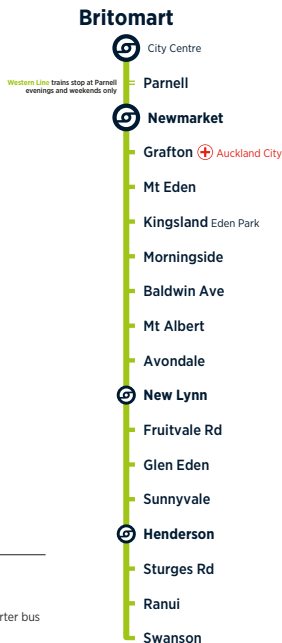 Britomart
City Centre
Western Line trains stop at Parnell
evenings and weekends only
Parnell
Newmarket
Grafton Auckland City
Mt Eden
Kingsland Eden Park
Morningside
Baldwin Ave
Mt Albert
Avondale
New Lynn
Fruitvale Rd
Glen Eden
Sunnyvale
Henderson
Sturges Rd
Ranui
rter bus
Swanson